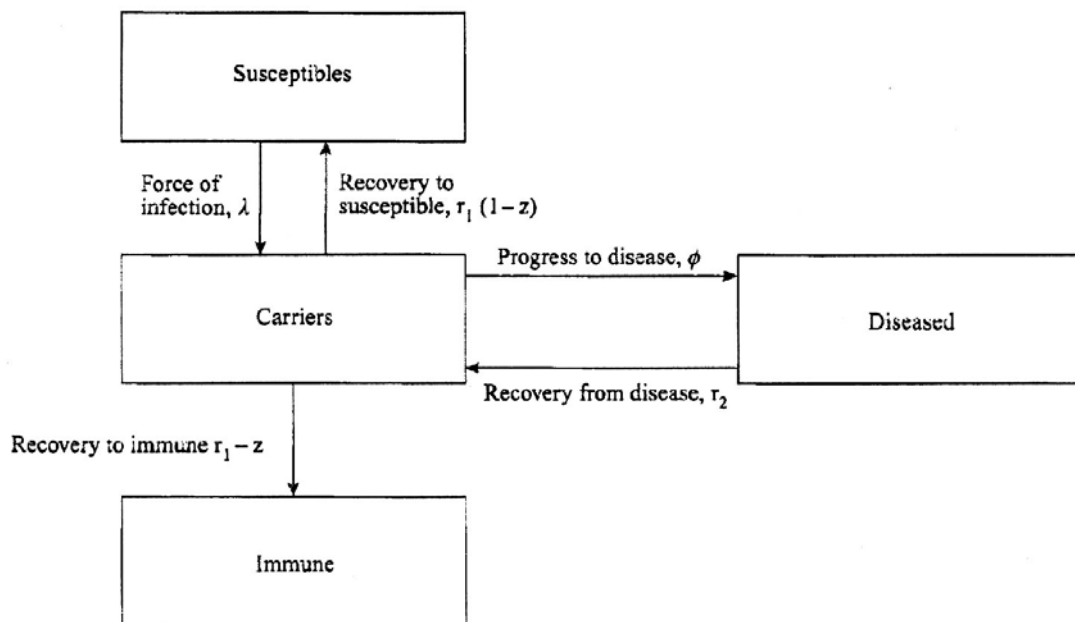 Susceptibles
Force of
infection, λ
Recovery to
susceptible, r₁ (1 – z)
Progress to disease, ϕ
Carriers
Diseased
Recovery from disease, r₂
Recovery to immune r₁ – z
Immune